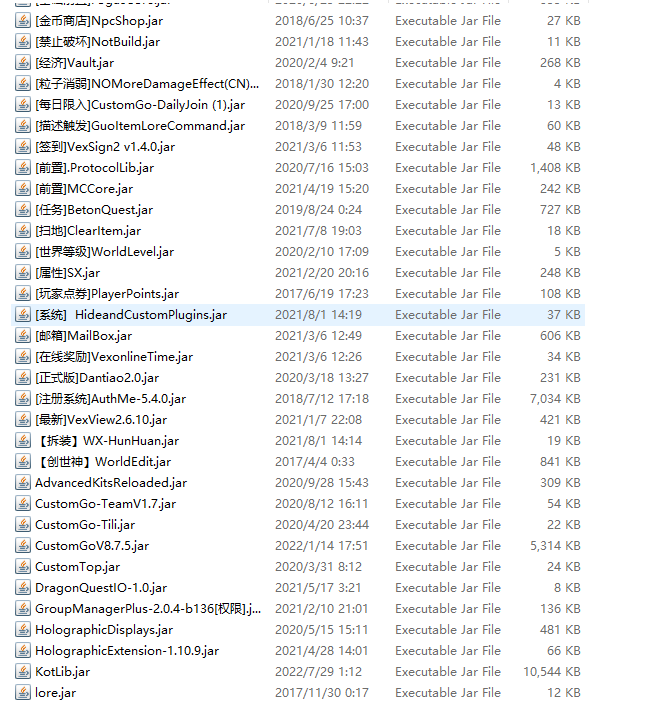 [金币商店]NpcShop.jar 2018/6/25 10:37 Executable Jar File 27 KB
[禁止破坏]NotBuild.jar 2021/1/18 11:43 Executable Jar File 11 KB
[经济]Vault.jar 2020/2/4 9:21 Executable Jar File 268 KB
[粒子消弱]NOMoreDamageEffect(CN)... 2018/1/30 12:20 Executable Jar File 4 KB
[每日限入]CustomGo-DailyJoin (1).jar 2020/9/25 17:00 Executable Jar File 13 KB
[描述触发]GuoItemLoreCommand.jar 2018/3/9 11:59 Executable Jar File 60 KB
[签到]VexSign2 v1.4.0.jar 2021/3/6 11:53 Executable Jar File 48 KB
[前置].ProtocolLib.jar 2020/7/16 15:03 Executable Jar File 1,408 KB
[前置]MCCore.jar 2021/4/19 15:20 Executable Jar File 242 KB
[任务]BetonQuest.jar 2019/8/24 0:24 Executable Jar File 727 KB
[扫地]ClearItem.jar 2021/7/8 19:03 Executable Jar File 18 KB
[世界等级]WorldLevel.jar 2020/2/10 17:09 Executable Jar File 5 KB
[属性]SX.jar 2021/2/20 20:16 Executable Jar File 248 KB
[玩家点券]PlayerPoints.jar 2017/6/19 17:23 Executable Jar File 108 KB
[系统]  HideandCustomPlugins.jar 2021/8/1 14:19 Executable Jar File 37 KB
[邮箱]MailBox.jar 2021/3/6 12:49 Executable Jar File 606 KB
[在线奖励]VexonlineTime.jar 2021/3/6 12:26 Executable Jar File 34 KB
[正式版]Dantiao2.0.jar 2020/3/18 13:27 Executable Jar File 231 KB
[注册系统]AuthMe-5.4.0.jar 2018/7/12 17:18 Executable Jar File 7,034 KB
[最新]VexView2.6.10.jar 2021/1/7 22:08 Executable Jar File 421 KB
【拆装】WX-HunHuan.jar 2021/8/1 14:14 Executable Jar File 19 KB
【创世神】WorldEdit.jar 2017/4/4 0:33 Executable Jar File 841 KB
AdvancedKitsReloaded.jar 2020/9/28 15:43 Executable Jar File 309 KB
CustomGo-TeamV1.7.jar 2020/8/12 16:11 Executable Jar File 54 KB
CustomGo-Tili.jar 2020/4/20 23:44 Executable Jar File 22 KB
CustomGoV8.7.5.jar 2022/1/14 17:51 Executable Jar File 5,314 KB
CustomTop.jar 2020/3/31 8:12 Executable Jar File 24 KB
DragonQuestIO-1.0.jar 2021/5/17 3:21 Executable Jar File 8 KB
GroupManagerPlus-2.0.4-b136[权限].j... 2021/2/10 21:01 Executable Jar File 136 KB
HolographicDisplays.jar 2020/5/15 15:11 Executable Jar File 481 KB
HolographicExtension-1.10.9.jar 2021/4/28 14:01 Executable Jar File 66 KB
KotLib.jar 2022/7/29 1:12 Executable Jar File 10,544 KB
lore.jar 2017/11/30 0:17 Executable Jar File 12 KB